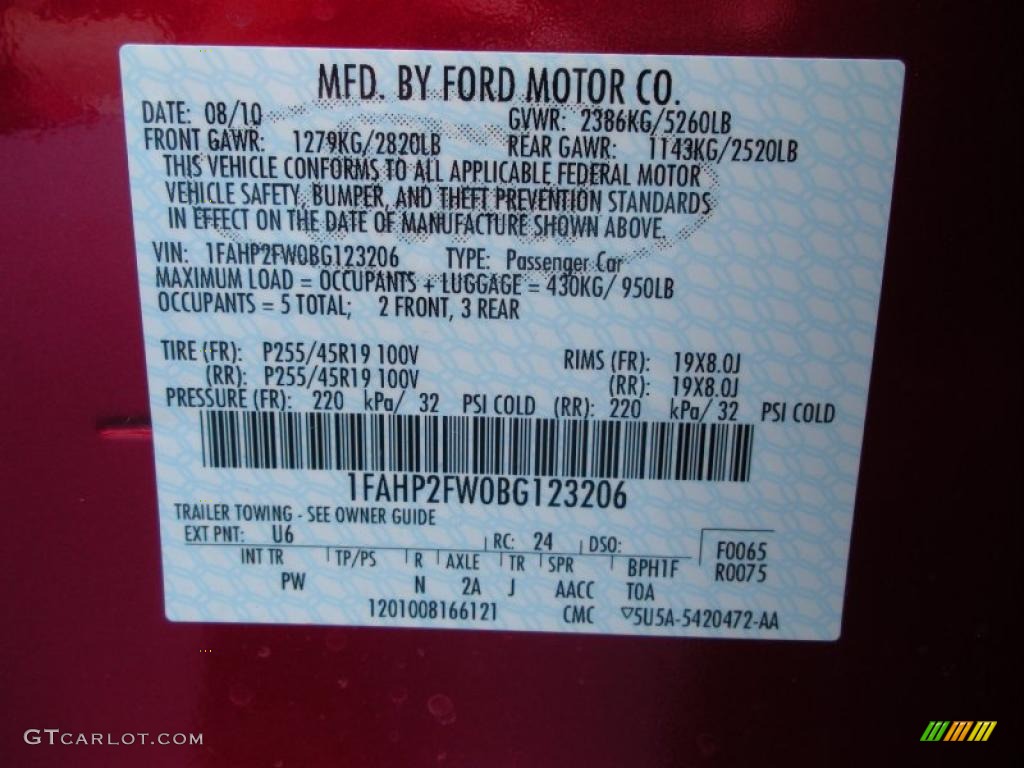 MFD. BY FORD MOTOR CO.
DATE: 08/10 GVWR: 2386KG/5260LB
FRONT GAWR: 1279KG/2820LB REAR GAWR: 1143KG/2520LB
THIS VEHICLE CONFORMS TO ALL APPLICABLE FEDERAL MOTOR
VEHICLE SAFETY, BUMPER, AND THEFT PREVENTION STANDARDS
IN EFFECT ON THE DATE OF MANUFACTURE SHOWN ABOVE.
VIN: 1FAHP2FW0BG123206 TYPE: Passenger Car
MAXIMUM LOAD = OCCUPANTS + LUGGAGE = 430KG/ 950LB
OCCUPANTS = 5 TOTAL; 2 FRONT, 3 REAR
TIRE (FR): P255/45R19 100V RIMS (FR): 19X8.0J
(RR): P255/45R19 100V (RR): 19X8.0J
PRESSURE (FR): 220 kPa/ 32 PSI COLD (RR): 220 kPa/ 32 PSI COLD
1FAHP2FW0BG123206
TRAILER TOWING - SEE OWNER GUIDE
EXT PNT: U6 RC: 24 DSO: F0065
INT TR TP/PS R AXLE TR SPR BPH1F R0075
PW N 2A J AACC TOA
1201008166121 CMC ▽5U5A-5420472-AA
GTCARLOT.COM